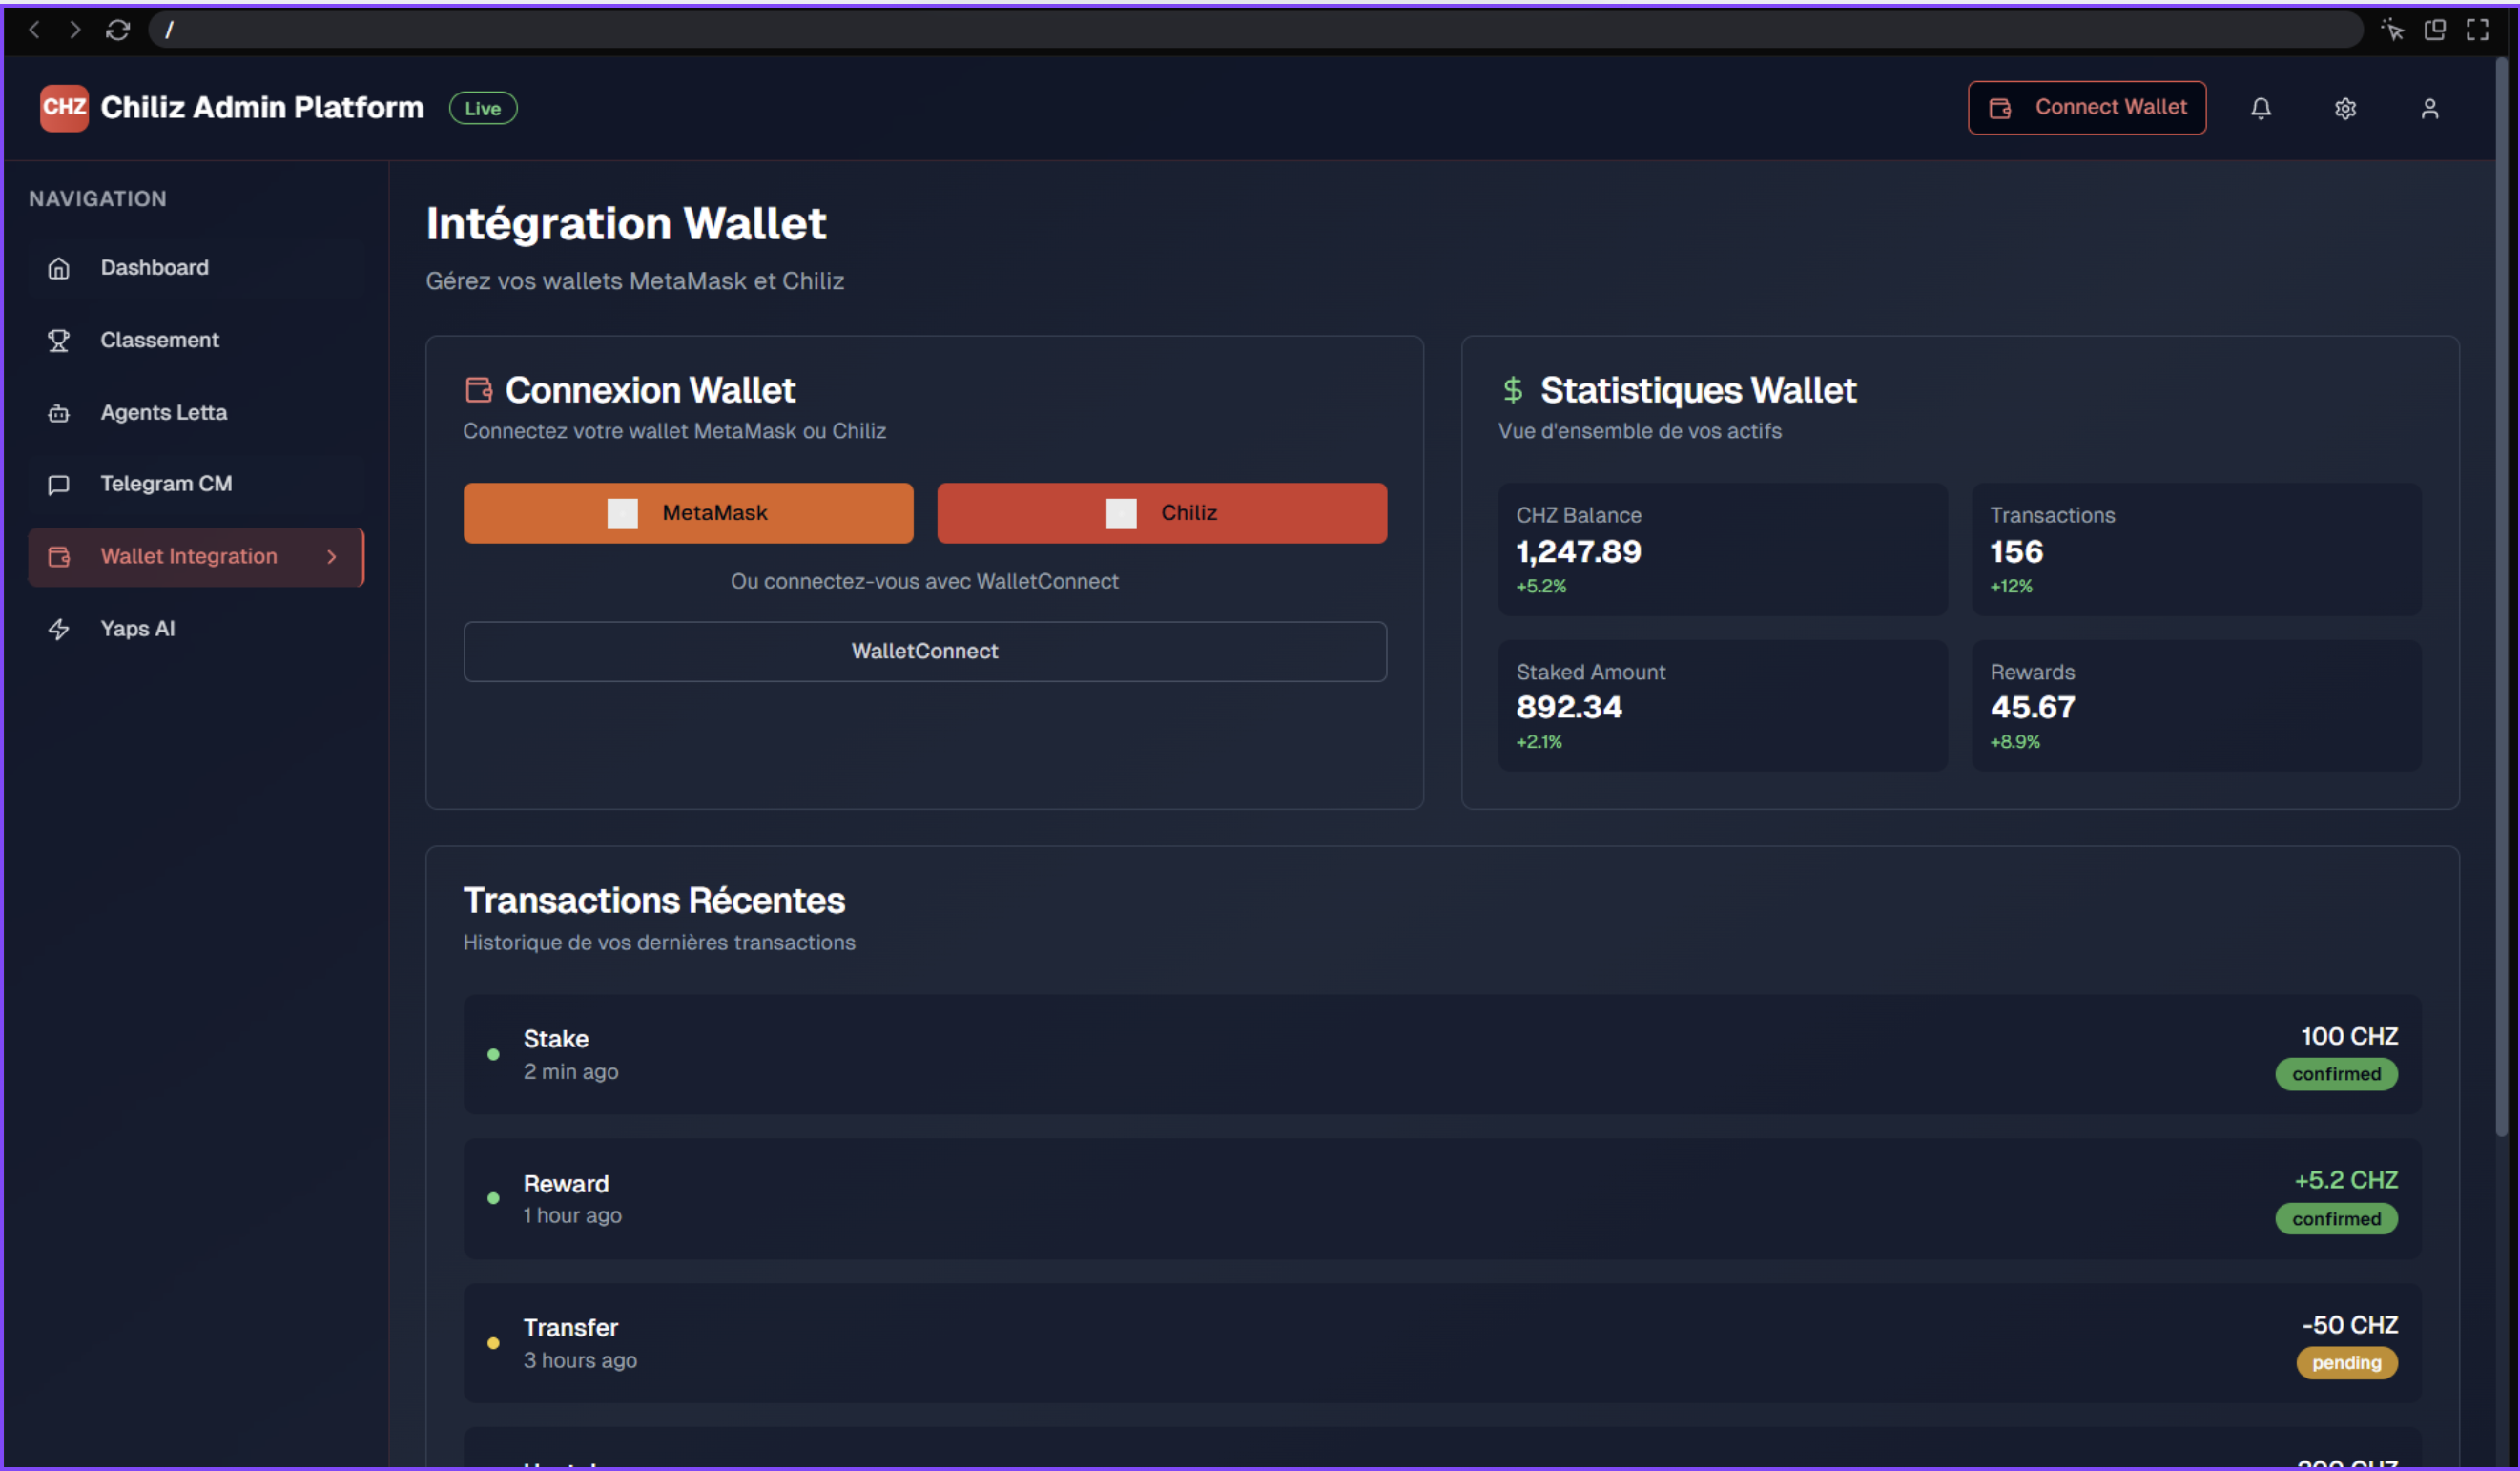 /
CHZ Chiliz Admin Platform Live Connect Wallet
NAVIGATION
Dashboard
Classement
Agents Letta
Telegram CM
Wallet Integration
Yaps AI
Intégration Wallet
Gérez vos wallets MetaMask et Chiliz
Connexion Wallet
Connectez votre wallet MetaMask ou Chiliz
MetaMask Chiliz
Ou connectez-vous avec WalletConnect
WalletConnect
$ Statistiques Wallet
Vue d'ensemble de vos actifs
CHZ Balance
1,247.89
+5.2%
Transactions
156
+12%
Staked Amount
892.34
+2.1%
Rewards
45.67
+8.9%
Transactions Récentes
Historique de vos dernières transactions
Stake
2 min ago
100 CHZ
confirmed
Reward
1 hour ago
+5.2 CHZ
confirmed
Transfer
3 hours ago
-50 CHZ
pending